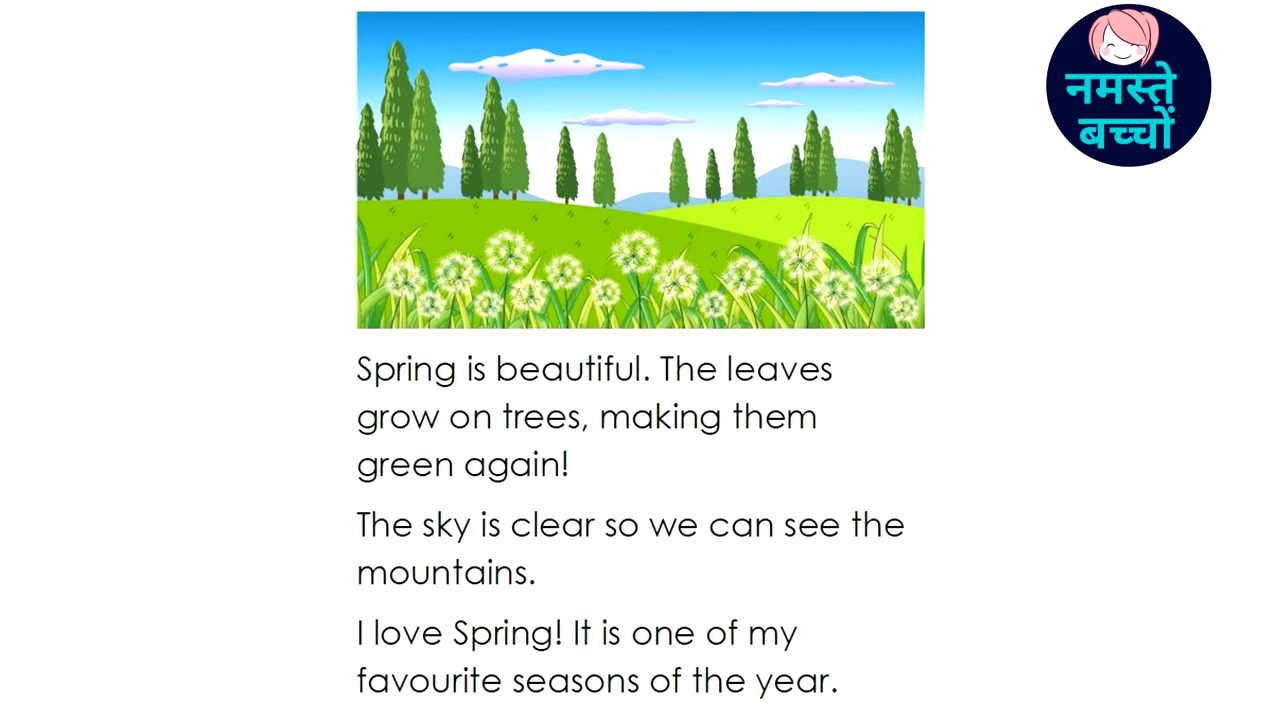 नमस्ते
बच्चों
Spring is beautiful. The leaves
grow on trees, making them
green again!
The sky is clear so we can see the
mountains.
I love Spring! It is one of my
favourite seasons of the year.